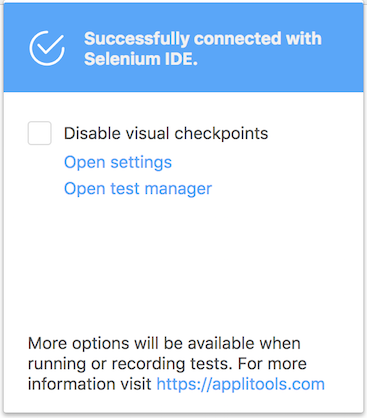 Successfully connected with
Selenium IDE.
Disable visual checkpoints
Open settings
Open test manager
More options will be available when
running or recording tests. For more
information visit https://applitools.com